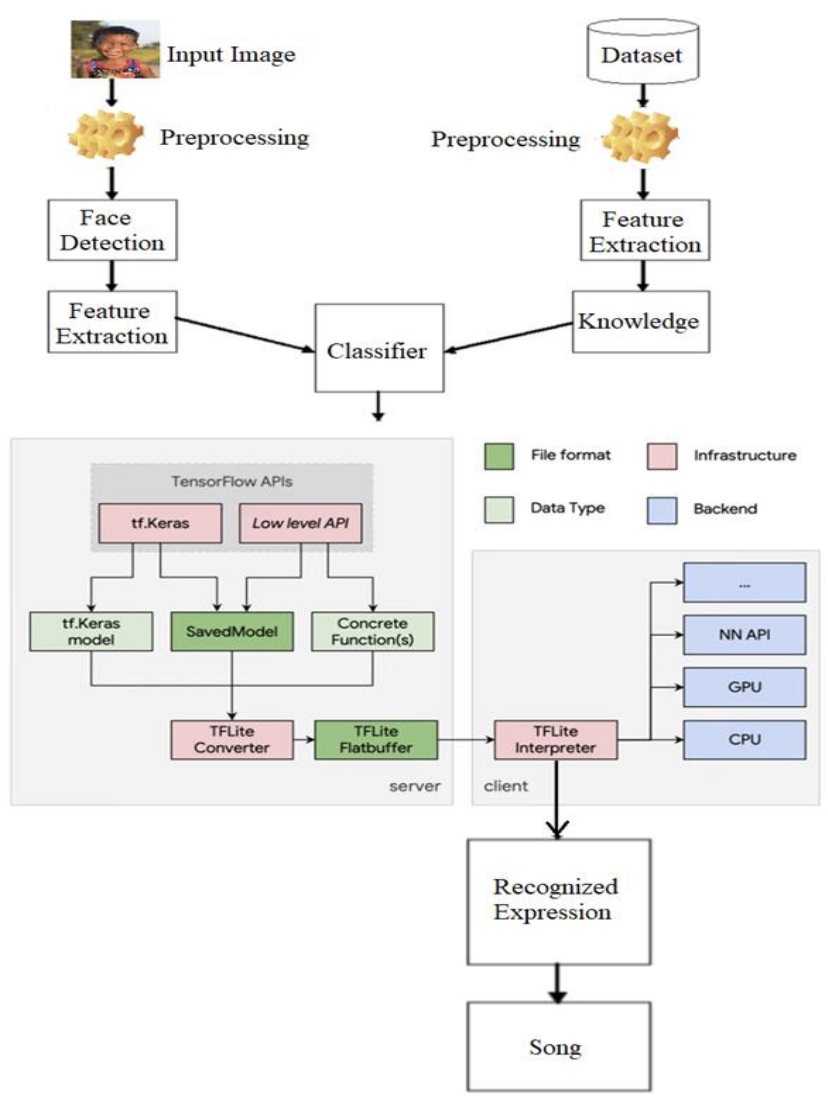 Input Image
Dataset
Preprocessing
Preprocessing
Face
Detection
Feature
Extraction
Feature
Extraction
Knowledge
Classifier
TensorFlow APIs
tf.Keras
Low level API
File format
Infrastructure
Data Type
Backend
tf.Keras
model
SavedModel
Concrete
Function(s)
TFLite
Converter
TFLite
Flatbuffer
server
TFLite
Interpreter
...
NN API
GPU
CPU
client
Recognized
Expression
Song